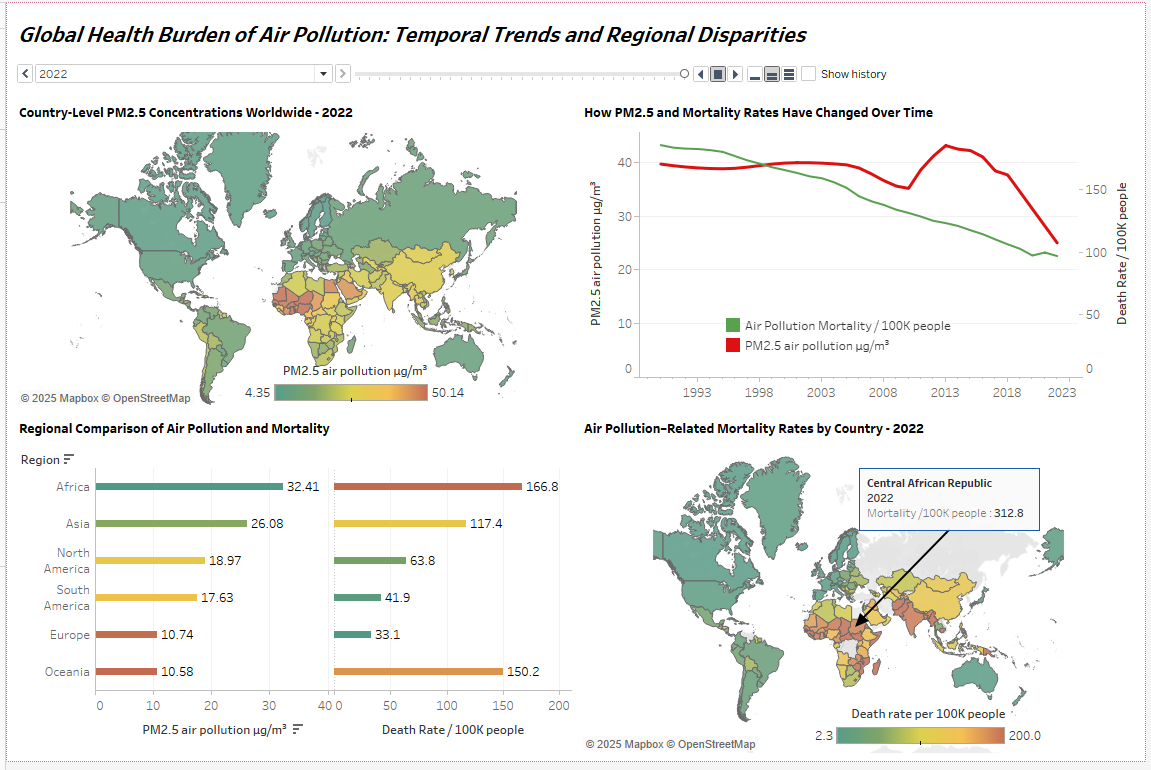 Global Health Burden of Air Pollution: Temporal Trends and Regional Disparities
2022
Show history
Country-Level PM2.5 Concentrations Worldwide - 2022
PM2.5 air pollution µg/m³
4.35
50.14
© 2025 Mapbox © OpenStreetMap
How PM2.5 and Mortality Rates Have Changed Over Time
PM2.5 air pollution µg/m³
40
30
20
10
0
150
100
50
0
Death Rate / 100K people
Air Pollution Mortality / 100K people
PM2.5 air pollution µg/m³
1993 1998 2003 2008 2013 2018 2023
Regional Comparison of Air Pollution and Mortality
Region
Africa 32.41 166.8
Asia 26.08 117.4
North
America 18.97 63.8
South
America 17.63 41.9
Europe 10.74 33.1
Oceania 10.58 150.2
0 10 20 30 40 0 50 100 150 200
PM2.5 air pollution µg/m³ Death Rate / 100K people
Air Pollution–Related Mortality Rates by Country - 2022
Central African Republic
2022
Mortality /100K people : 312.8
Death rate per 100K people
2.3
200.0
© 2025 Mapbox © OpenStreetMap